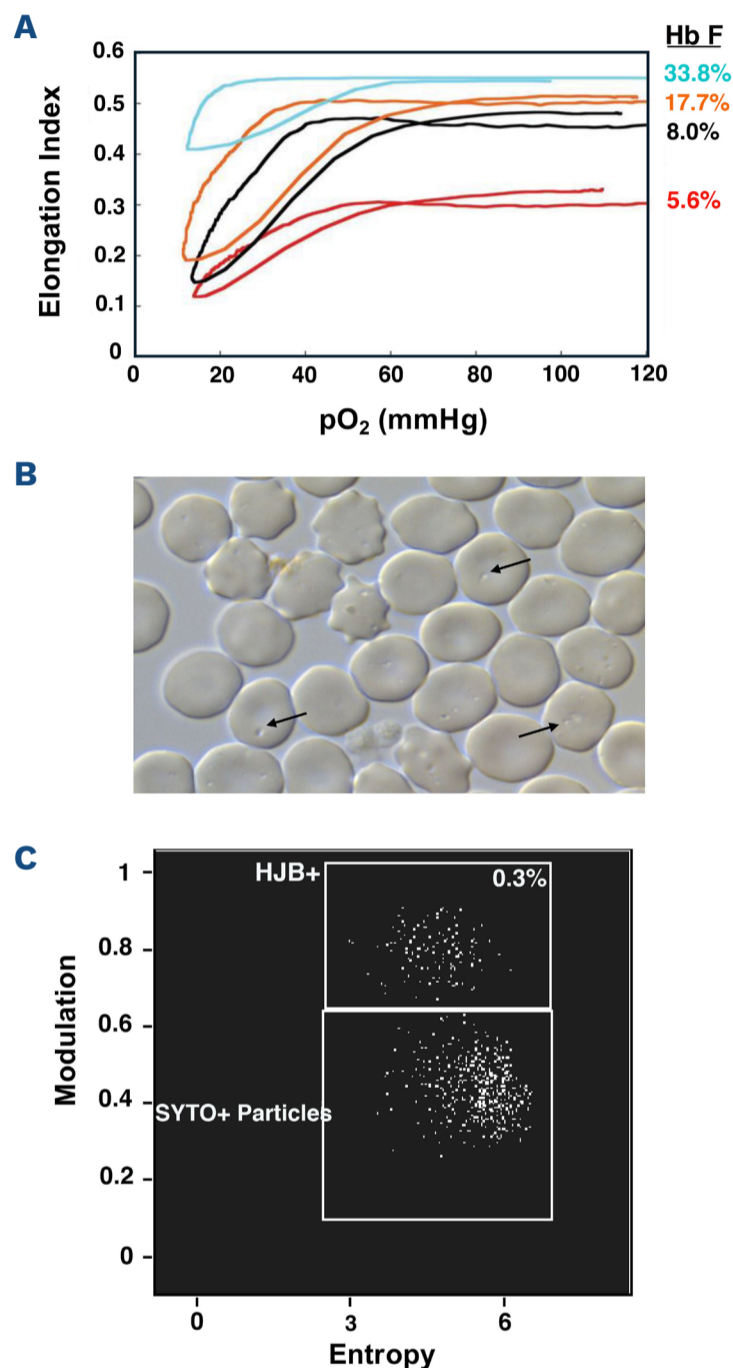 A
Hb F
0.6
33.8%
0.5
17.7%
8.0%
0.4
0.3
5.6%
0.2
0.1
0
Elongation Index
0 20 40 60 80 100 120
pO₂ (mmHg)
B
C
1
HJB+
0.3%
0.8
0.6
0.4
SYTO+ Particles
0.2
0
Modulation
0 3 6
Entropy